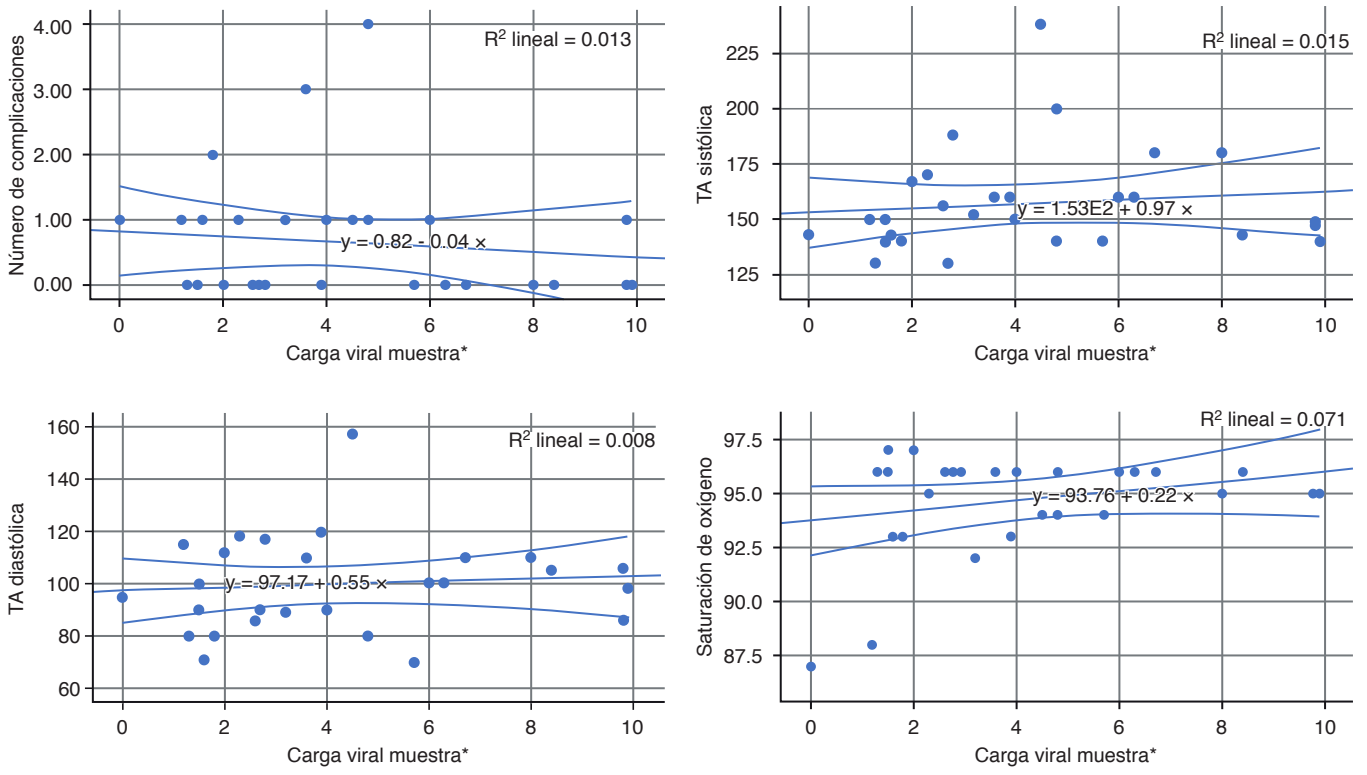 Número de complicaciones
4.00
3.00
2.00
1.00
0.00
R² lineal = 0.013
y = 0.82 - 0.04 ×
0 2 4 6 8 10
Carga viral muestra*
TA sistólica
225
200
175
150
125
R² lineal = 0.015
y = 1.53E2 + 0.97 ×
0 2 4 6 8 10
Carga viral muestra*
TA diastólica
160
140
120
100
80
60
R² lineal = 0.008
y = 97.17 + 0.55 ×
0 2 4 6 8 10
Carga viral muestra*
Saturación de oxígeno
97.5
95.0
92.5
90.0
87.5
R² lineal = 0.071
y = 93.76 + 0.22 ×
0 2 4 6 8 10
Carga viral muestra*